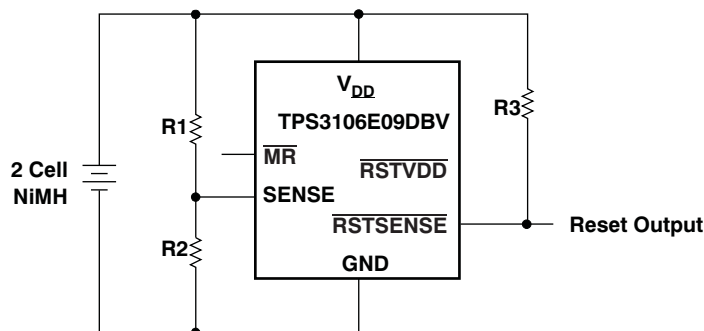 V_DD
TPS3106E09DBV
R3
R1
MR
2 Cell
NiMH
RSTVDD
SENSE
RSTSENSE
Reset Output
R2
GND